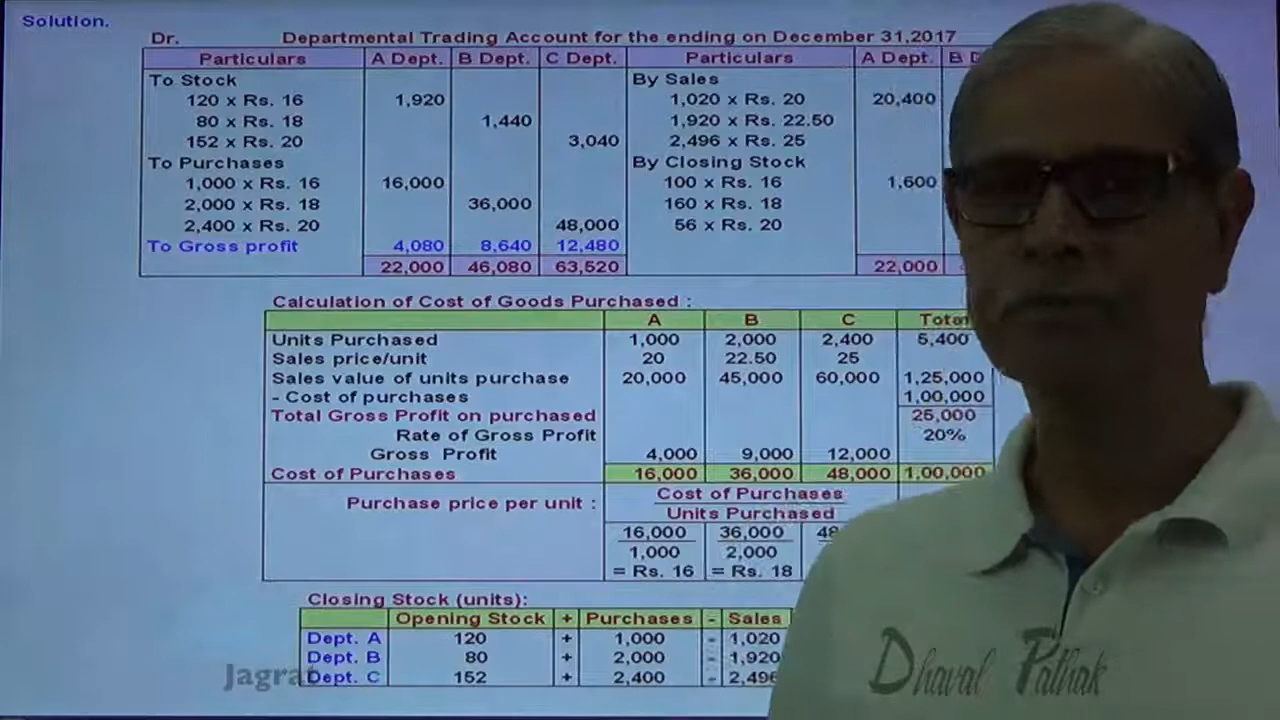 Solution.
Dr. Departmental Trading Account for the ending on December 31,2017
Particulars A Dept. B Dept. C Dept. Particulars A Dept. B
To Stock By Sales
120 x Rs. 16 1,920 1,020 x Rs. 20 20,400
80 x Rs. 18 1,440 1,920 x Rs. 22.50
152 x Rs. 20 3,040 2,496 x Rs. 25
To Purchases By Closing Stock
1,000 x Rs. 16 16,000 100 x Rs. 16 1,600
2,000 x Rs. 18 36,000 160 x Rs. 18
2,400 x Rs. 20 48,000 56 x Rs. 20
To Gross profit 4,080 8,640 12,480
22,000 46,080 63,520 22,000
Calculation of Cost of Goods Purchased :
A B C Total
Units Purchased 1,000 2,000 2,400 5,400
Sales price/unit 20 22.50 25
Sales value of units purchase 20,000 45,000 60,000 1,25,000
- Cost of purchases 1,00,000
Total Gross Profit on purchased 25,000
Rate of Gross Profit 20%
Gross Profit 4,000 9,000 12,000
Cost of Purchases 16,000 36,000 48,000 1,00,000
Purchase price per unit : Cost of Purchases
Units Purchased
16,000 36,000 48
1,000 2,000
= Rs. 16 = Rs. 18
Closing Stock (units):
Opening Stock + Purchases - Sales
Dept. A 120 + 1,000 - 1,020
Dept. B 80 + 2,000 - 1,920
Dept. C 152 + 2,400 - 2,496
Jagrat
Dhaval Pathak